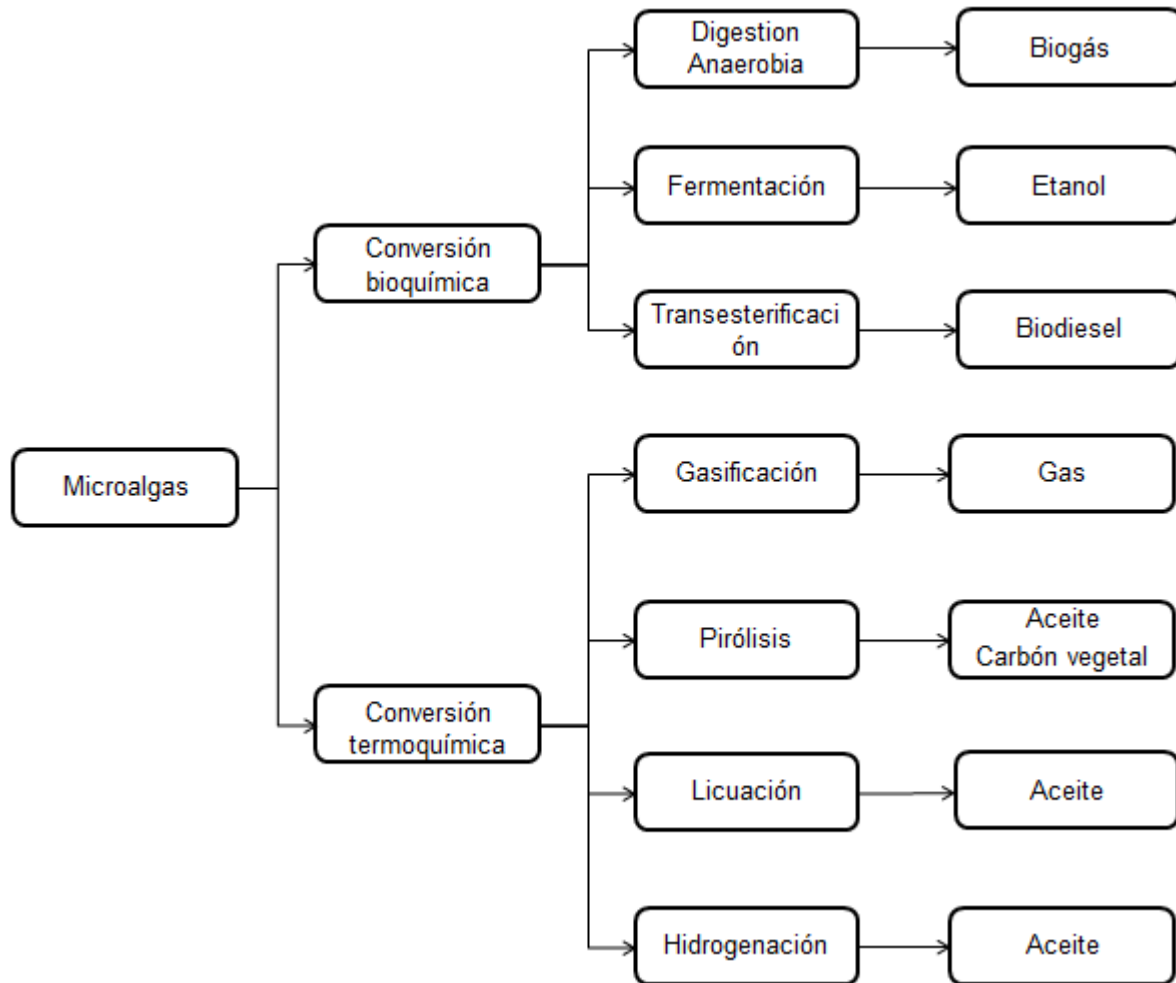 Digestion
Anaerobia
Biogás
Fermentación
Etanol
Conversión
bioquímica
Transesterificaci
ón
Biodiesel
Microalgas
Gasificación
Gas
Pirólisis
Aceite
Carbón vegetal
Conversión
termoquímica
Licuación
Aceite
Hidrogenación
Aceite